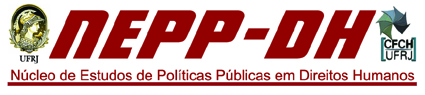 NEPP-DH
UFRJ
CFCH
UFRJ
Núcleo de Estudos de Políticas Públicas em Direitos Humanos